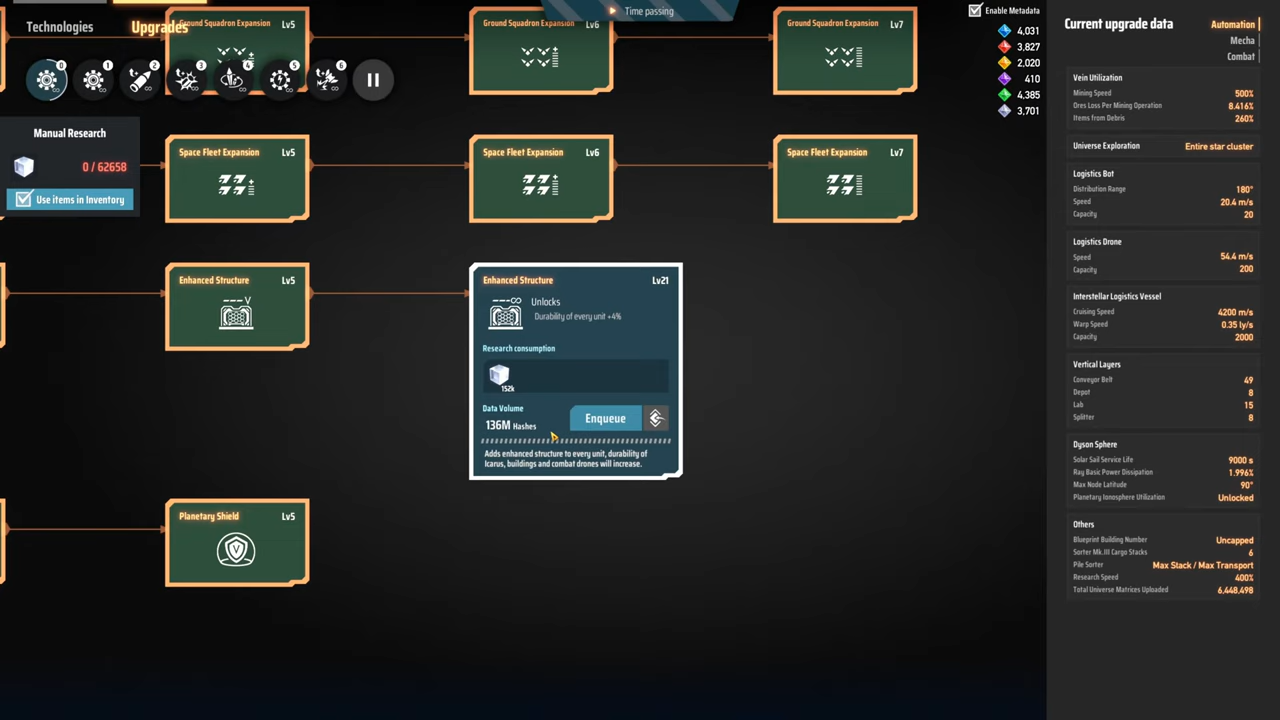 Time passing
Technologies
Upgrades
0
1
2
3
4
5
6
Manual Research
0 / 62658
Use items in Inventory
Ground Squadron Expansion Lv5
Ground Squadron Expansion Lv6
Ground Squadron Expansion Lv7
Space Fleet Expansion Lv5
Space Fleet Expansion Lv6
Space Fleet Expansion Lv7
Enhanced Structure Lv5
V
Enhanced Structure Lv21
Unlocks
Durability of every unit +4%
Research consumption
152k
Data Volume
136M Hashes
Enqueue
Adds enhanced structure to every unit, durability of
Icarus, buildings and combat drones will increase.
Planetary Shield Lv5
V
Enable Metadata
4,031
3,827
2,020
410
4,385
3,701
Current upgrade data
Automation
Mecha
Combat
Vein Utilization
Mining Speed 500%
Ores Loss Per Mining Operation 8.416%
Items from Debris 260%
Universe Exploration Entire star cluster
Logistics Bot
Distribution Range 180°
Speed 20.4 m/s
Capacity 20
Logistics Drone
Speed 54.4 m/s
Capacity 200
Interstellar Logistics Vessel
Cruising Speed 4200 m/s
Warp Speed 0.35 ly/s
Capacity 2000
Vertical Layers
Conveyor Belt 49
Depot 8
Lab 15
Splitter 8
Dyson Sphere
Solar Sail Service Life 9000 s
Ray Basic Power Dissipation 1.996%
Max Node Latitude 90°
Planetary Ionosphere Utilization Unlocked
Others
Blueprint Building Number Uncapped
Sorter Mk.III Cargo Stacks 6
Pile Sorter Max Stack / Max Transport
Research Speed 400%
Total Universe Matrices Uploaded 6,448,498